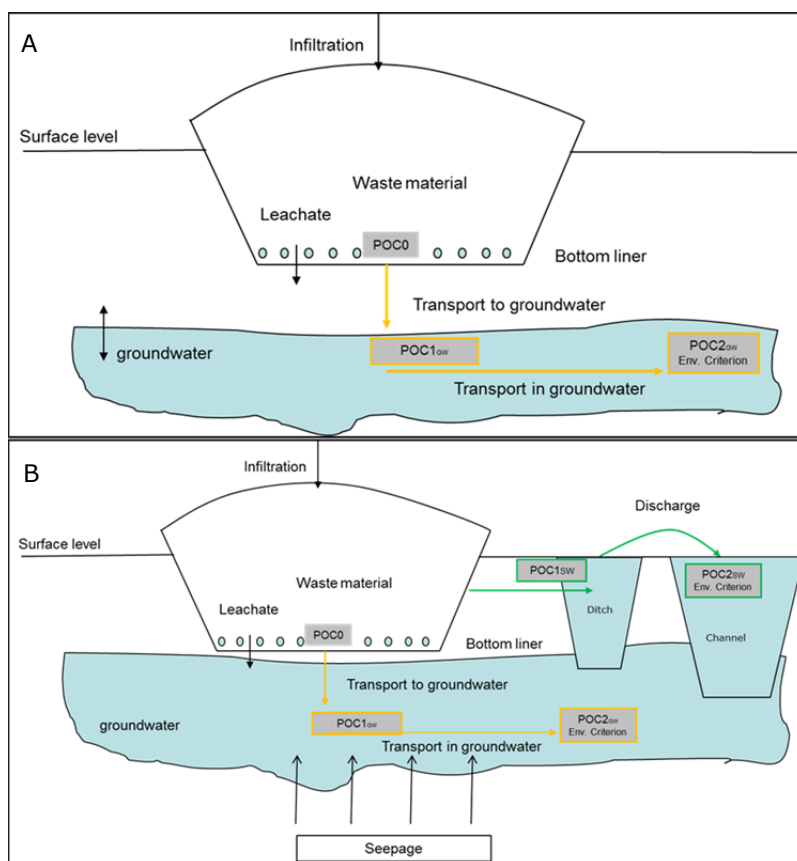 A
Infiltration
Surface level
Waste material
Leachate
POC0
Bottom liner
Transport to groundwater
groundwater
POC1GW
POC2GW
Env. Criterion
Transport in groundwater
B
Infiltration
Discharge
Surface level
POC1SW
POC2SW
Env. Criterion
Waste material
Ditch
Leachate
POC0
Bottom liner
Channel
Transport to groundwater
groundwater
POC1GW
POC2GW
Env. Criterion
Transport in groundwater
Seepage